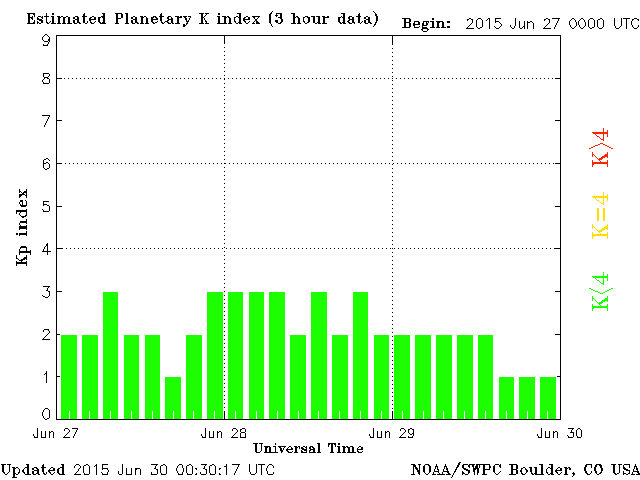 Estimated Planetary K index (3 hour data) Begin: 2015 Jun 27 0000 UTC
9
8
7
6
5
4
3
2
1
0
Kp index
K>4
K=4
K<4
Jun 27 Jun 28 Jun 29 Jun 30
Universal Time
Updated 2015 Jun 30 00:30:17 UTC NOAA/SWPC Boulder, CO USA